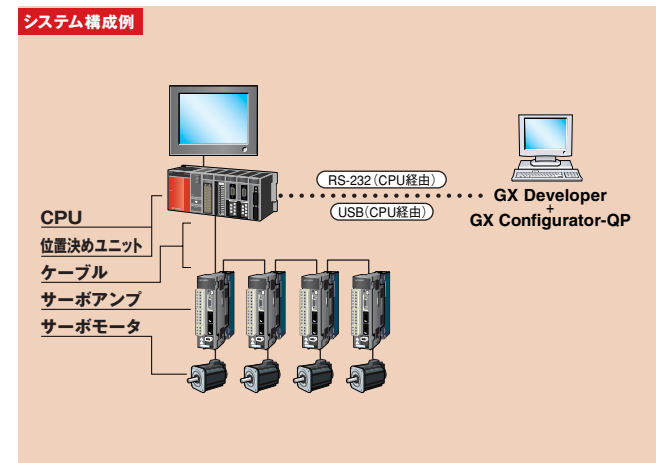 システム構成例
RS-232(CPU経由)
USB(CPU経由)
GX Developer
+
GX Configurator-QP
CPU
位置決めユニット
ケーブル
サーボアンプ
サーボモータ